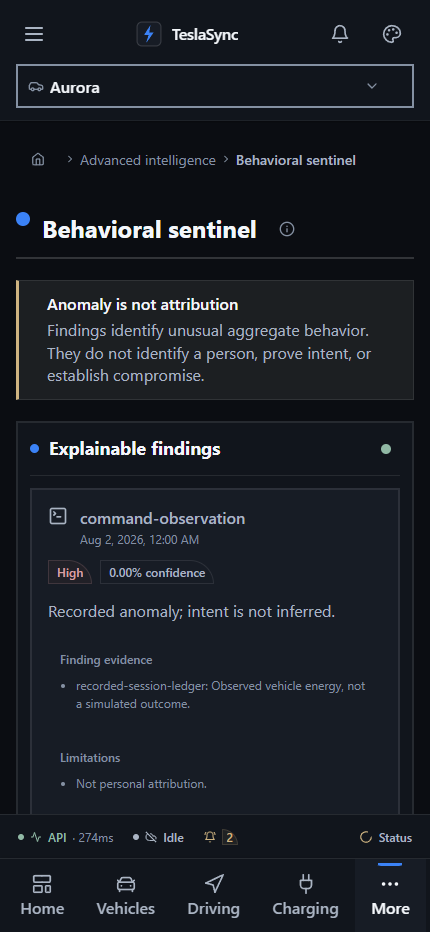 TeslaSync
Aurora
Advanced intelligence
Behavioral sentinel
Behavioral sentinel
Anomaly is not attribution
Findings identify unusual aggregate behavior.
They do not identify a person, prove intent, or
establish compromise.
Explainable findings
command-observation
Aug 2, 2026, 12:00 AM
High
0.00% confidence
Recorded anomaly; intent is not inferred.
Finding evidence
• recorded-session-ledger: Observed vehicle energy, not
a simulated outcome.
Limitations
• Not personal attribution.
API · 274ms
Idle
2
Status
Home
Vehicles
Driving
Charging
More